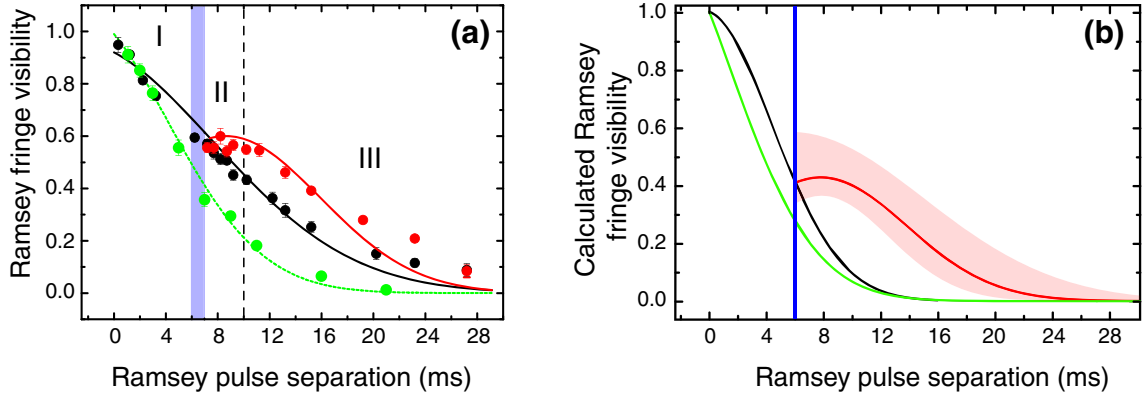 (a)
I
II
III
Ramsey fringe visibility
1.0
0.8
0.6
0.4
0.2
0.0
0 4 8 12 16 20 24 28
Ramsey pulse separation (ms)
(b)
Calculated Ramsey
fringe visibility
1.0
0.8
0.6
0.4
0.2
0.0
0 4 8 12 16 20 24 28
Ramsey pulse separation (ms)